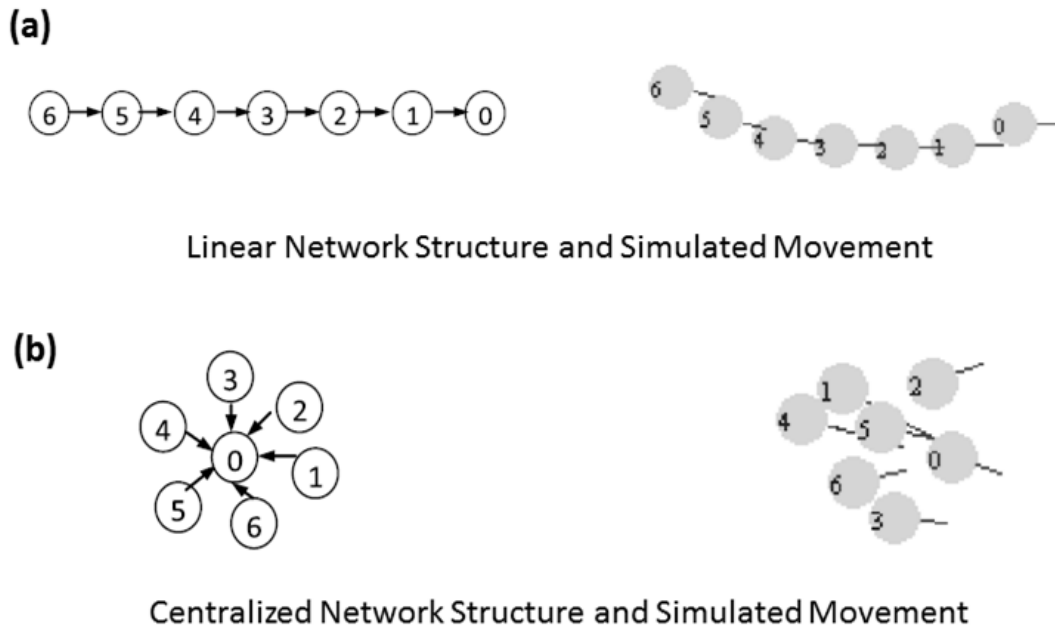 (a)
6 5 4 3 2 1 0
6
5
4 3 2 1 0
Linear Network Structure and Simulated Movement
(b)
3
4 2
0
1
5 6
1 2
4 5
0
6
3
Centralized Network Structure and Simulated Movement